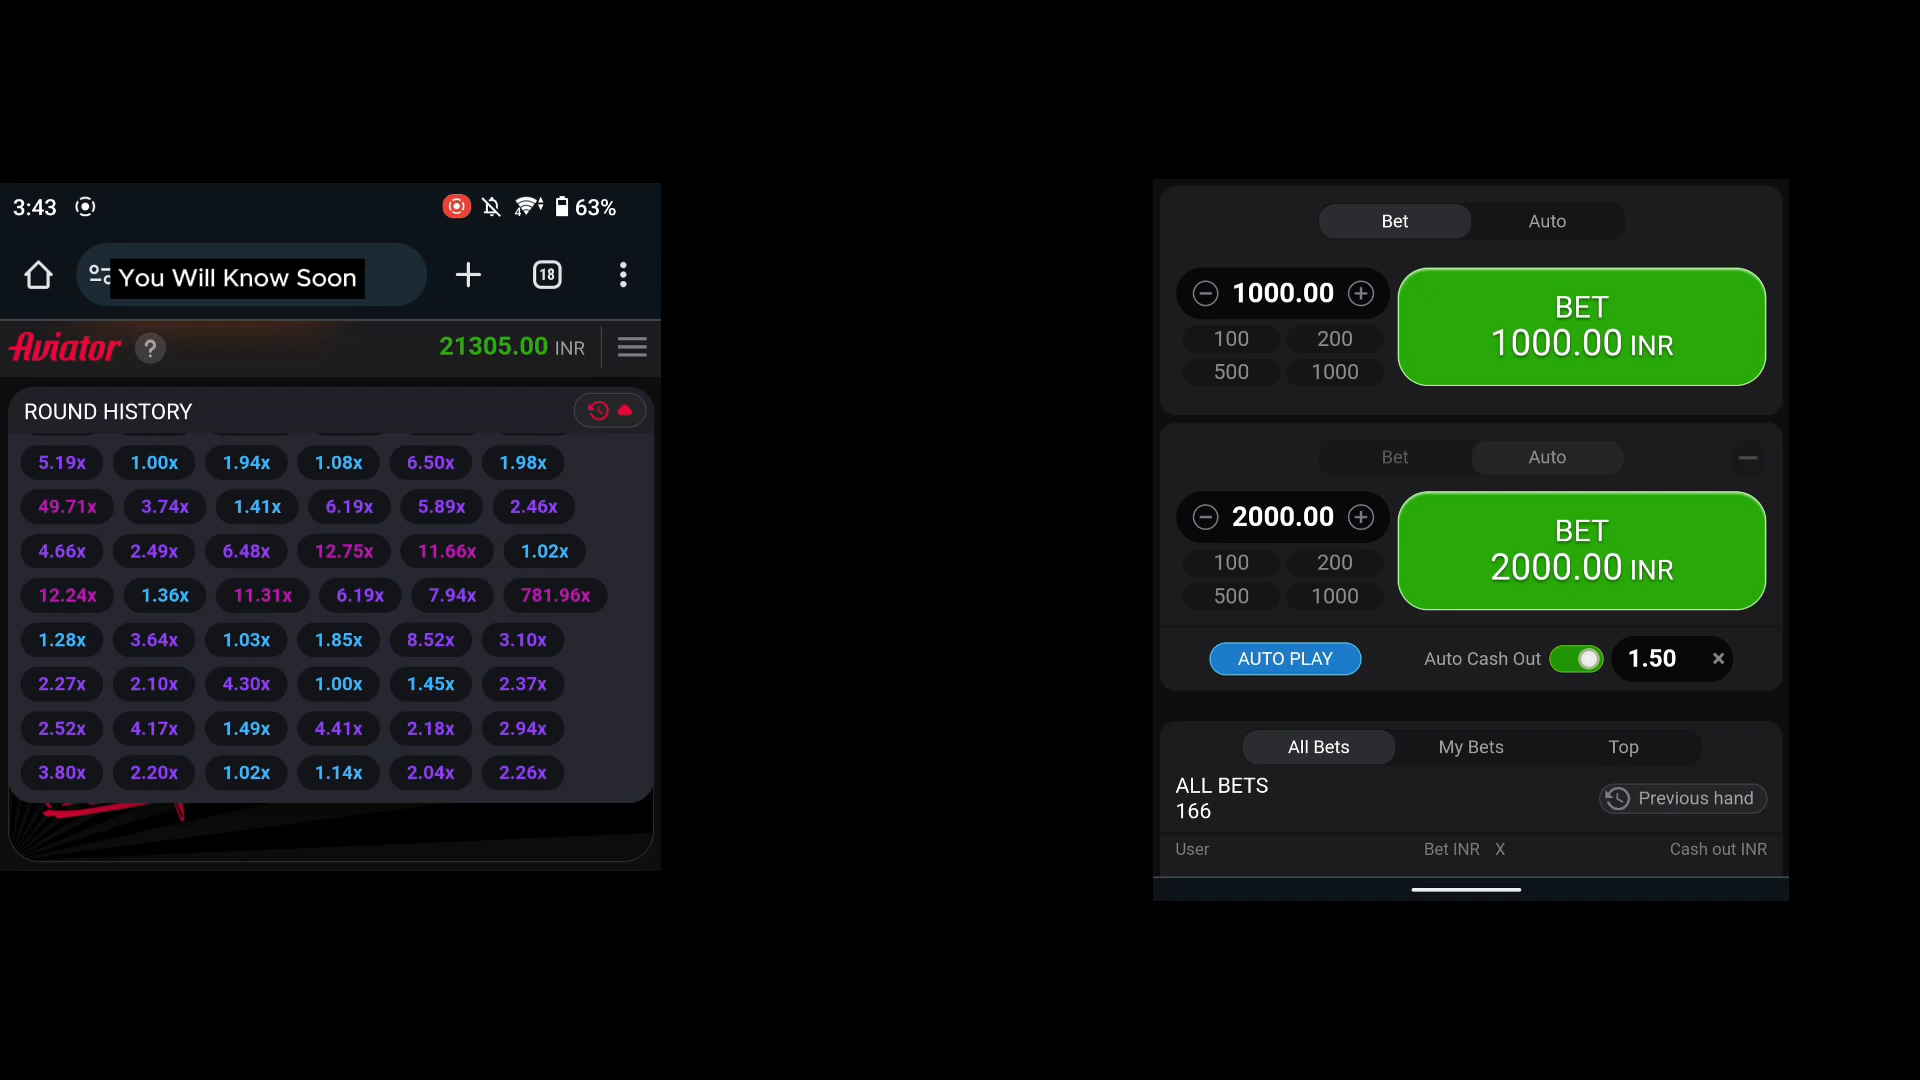 3:43 63%
You Will Know Soon 18
Aviator ? 21305.00 INR
ROUND HISTORY
5.19x 1.00x 1.94x 1.08x 6.50x 1.98x
49.71x 3.74x 1.41x 6.19x 5.89x 2.46x
4.66x 2.49x 6.48x 12.75x 11.66x 1.02x
12.24x 1.36x 11.31x 6.19x 7.94x 781.96x
1.28x 3.64x 1.03x 1.85x 8.52x 3.10x
2.27x 2.10x 4.30x 1.00x 1.45x 2.37x
2.52x 4.17x 1.49x 4.41x 2.18x 2.94x
3.80x 2.20x 1.02x 1.14x 2.04x 2.26x
Bet Auto
1000.00
100 200
500 1000
BET
1000.00 INR
Bet Auto
2000.00
100 200
500 1000
BET
2000.00 INR
AUTO PLAY Auto Cash Out 1.50 ×
All Bets My Bets Top
ALL BETS
166
Previous hand
User Bet INR X Cash out INR